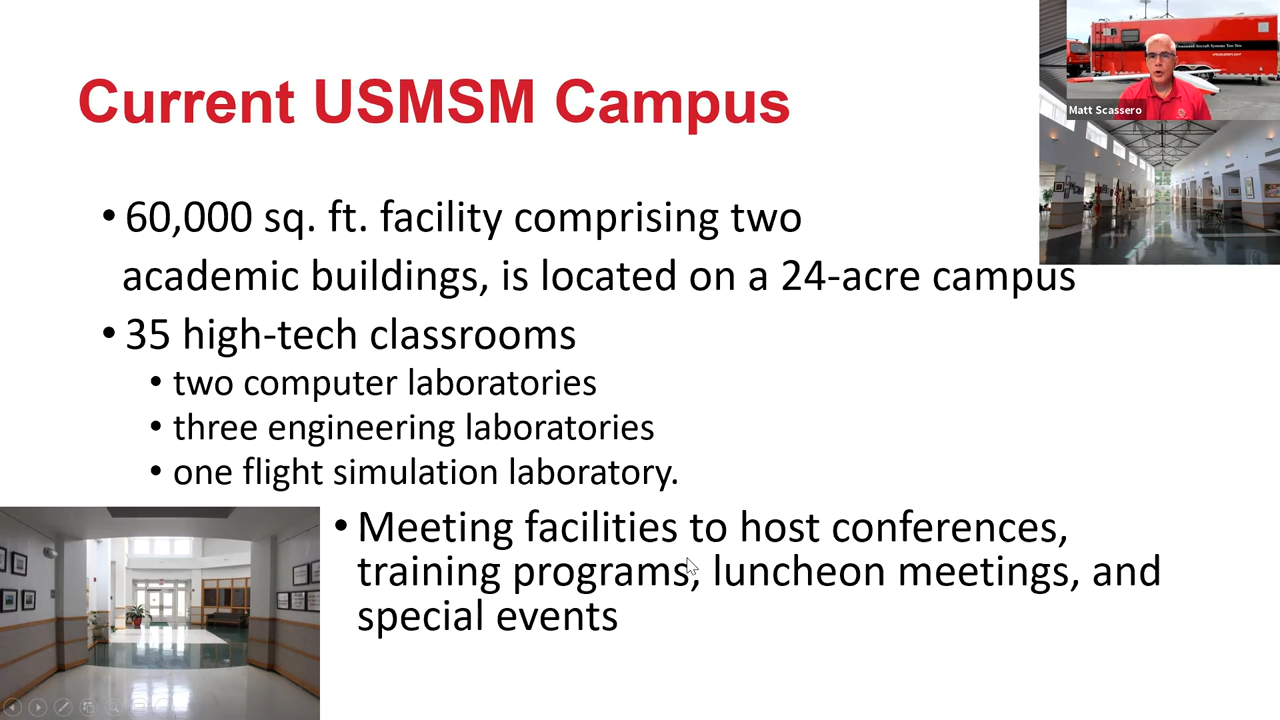 Current USMSM Campus
Matt Scassero
• 60,000 sq. ft. facility comprising two
academic buildings, is located on a 24-acre campus
• 35 high-tech classrooms
• two computer laboratories
• three engineering laboratories
• one flight simulation laboratory.
• Meeting facilities to host conferences,
training programs, luncheon meetings, and
special events